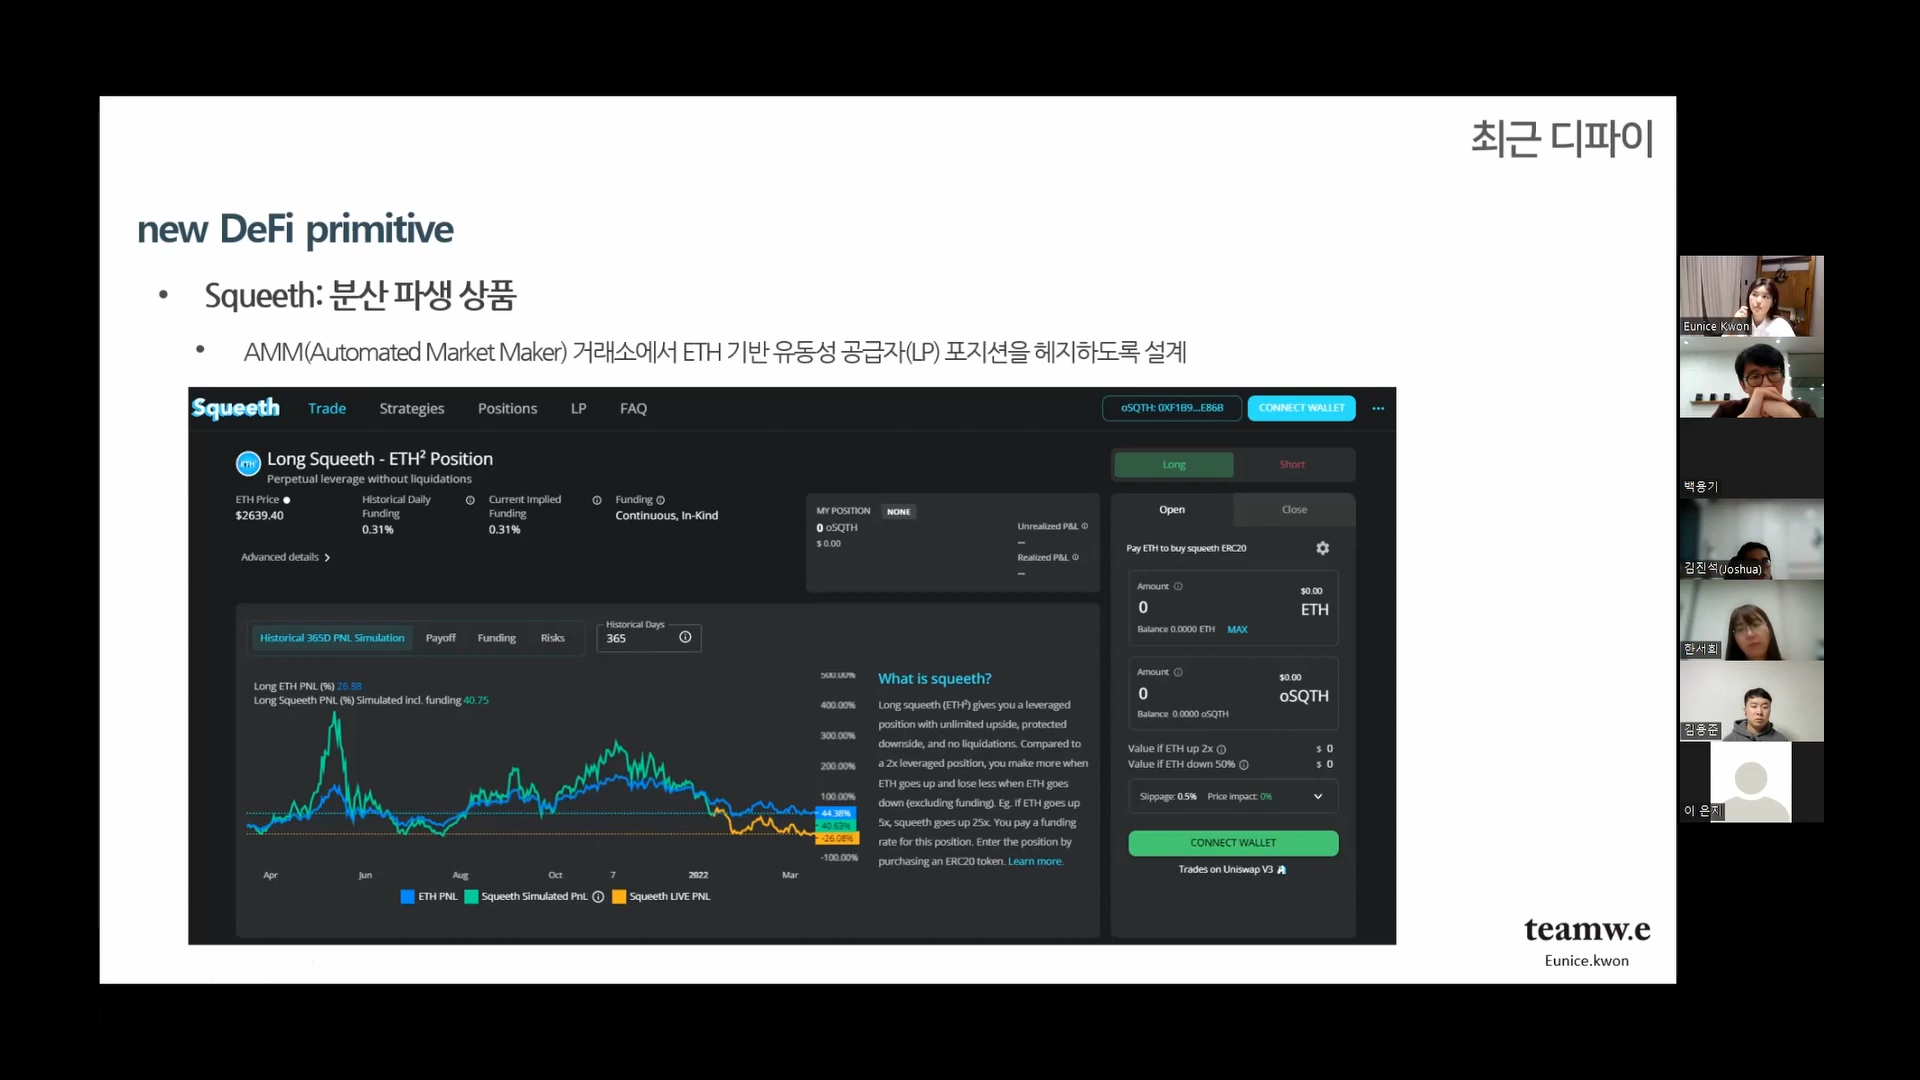 최근 디파이
new DeFi primitive
• Squeeth: 분산 파생 상품
• AMM(Automated Market Maker) 거래소에서 ETH 기반 유동성 공급자(LP) 포지션을 헤지하도록 설계
Squeeth Trade Strategies Positions LP FAQ
oSQTH: 0XF1B9...E86B CONNECT WALLET ...
Long Squeeth - ETH² Position
Perpetual leverage without liquidations
ETH Price
$2639.40
Historical Daily
Funding
0.31%
Current Implied
Funding
0.31%
Funding
Continuous, In-Kind
Advanced details >
MY POSITION NONE
0 oSQTH
$ 0.00
Unrealized P&L
--
Realized P&L
--
Historical 365D PNL Simulation Payoff Funding Risks
Historical Days
365
Long ETH PNL (%) 26.88
Long Squeeth PNL (%) Simulated incl. funding 40.75
500.00%
400.00%
300.00%
200.00%
100.00%
44.38%
40.63%
-26.08%
-100.00%
Apr Jun Aug Oct 7 2022 Mar
ETH PNL Squeeth Simulated PnL Squeeth LIVE PNL
What is squeeth?
Long squeeth (ETH²) gives you a leveraged
position with unlimited upside, protected
downside, and no liquidations. Compared to
a 2x leveraged position, you make more when
ETH goes up and lose less when ETH goes
down (excluding funding). Eg. If ETH goes up
5x, squeeth goes up 25x. You pay a funding
rate for this position. Enter the position by
purchasing an ERC20 token. Learn more.
Long Short
Open Close
Pay ETH to buy squeeth ERC20
Amount
$0.00
0 ETH
Balance 0.0000 ETH MAX
Amount
$0.00
0 oSQTH
Balance 0.0000 oSQTH
Value if ETH up 2x $ 0
Value if ETH down 50% $ 0
Slippage: 0.5% Price impact: 0%
CONNECT WALLET
Trades on Uniswap V3
teamw.e
Eunice.kwon
Eunice Kwon
백용기
김진석(Joshua)
한서희
김용준
이 은지